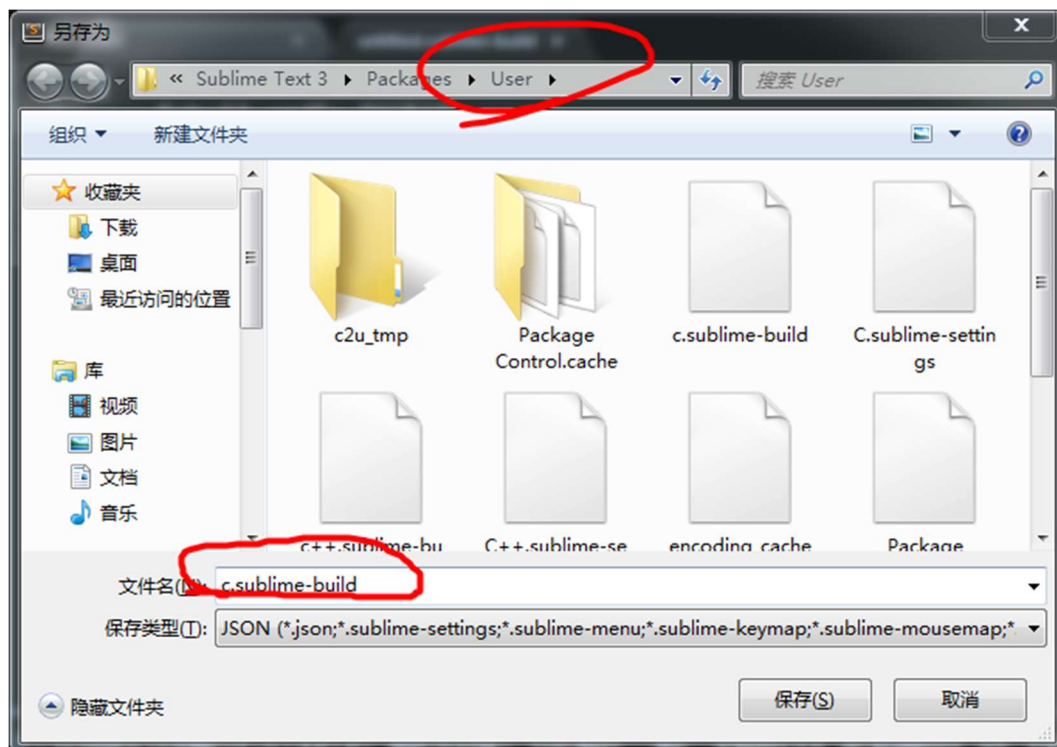 另存为
« Sublime Text 3 ▸ Packages ▸ User ▸
搜索 User
组织
新建文件夹
收藏夹
下载
桌面
最近访问的位置
库
视频
图片
文档
音乐
c2u_tmp
Package
Control.cache
c.sublime-build
C.sublime-settin
gs
c++.sublime-bu
C++.sublime-se
encoding_cache
Package
文件名(N): c.sublime-build
保存类型(T): JSON (*.json;*.sublime-settings;*.sublime-menu;*.sublime-keymap;*.sublime-mousemap;*.
隐藏文件夹
保存(S)
取消